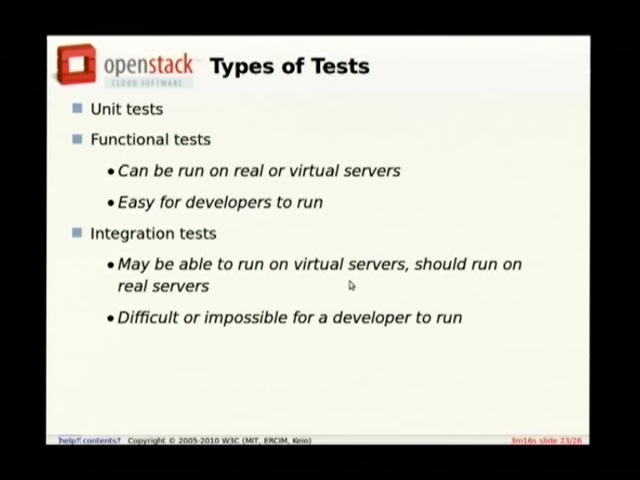 openstack
CLOUD SOFTWARE
Types of Tests
Unit tests
Functional tests
• Can be run on real or virtual servers
• Easy for developers to run
Integration tests
• May be able to run on virtual servers, should run on
real servers
• Difficult or impossible for a developer to run
help? contents? Copyright © 2005-2010 W3C (MIT, ERCIM, Keio) 3m16s slide 23/26